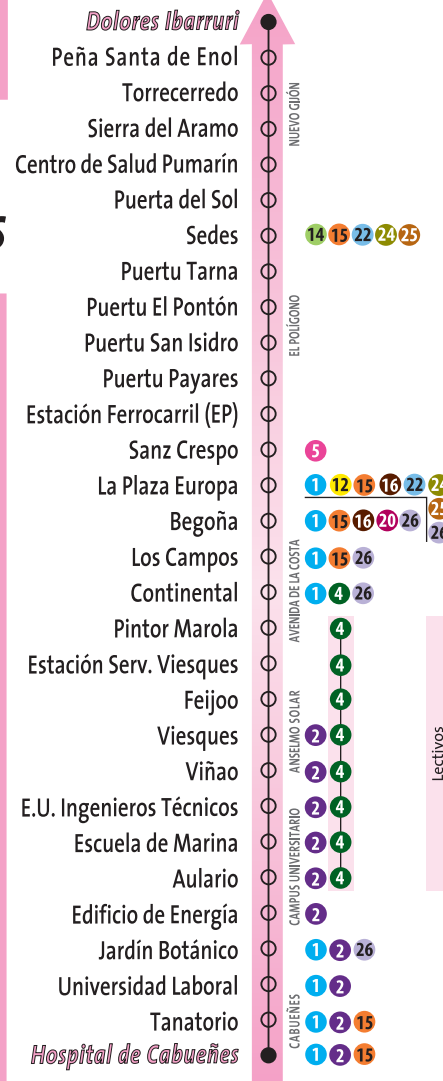 Dolores Ibarruri
Peña Santa de Enol
Torrecerredo
NUEVO GIJÓN
Sierra del Aramo
Centro de Salud Pumarín
Puerta del Sol
Sedes 14 15 22 24 25
Puertu Tarna
Puertu El Pontón
EL POLÍGONO
Puertu San Isidro
Puertu Payares
Estación Ferrocarril (EP)
Sanz Crespo 5
La Plaza Europa 1 12 15 16 22 24
25
Begoña 1 15 16 20 26
26
Los Campos 1 15 26
AVENIDA DE LA COSTA
Continental 1 4 26
Pintor Marola 4
Estación Serv. Viesques 4
Feijoo 4
ANSELMO SOLAR
Viesques 2 4
Lectivos
Viñao 2 4
E.U. Ingenieros Técnicos 2 4
Escuela de Marina 2 4
CAMPUS UNIVERSITARIO
Aulario 2 4
Edificio de Energía 2
Jardín Botánico 1 2 26
Universidad Laboral 1 2
CABUEÑES
Tanatorio 1 2 15
Hospital de Cabueñes 1 2 15